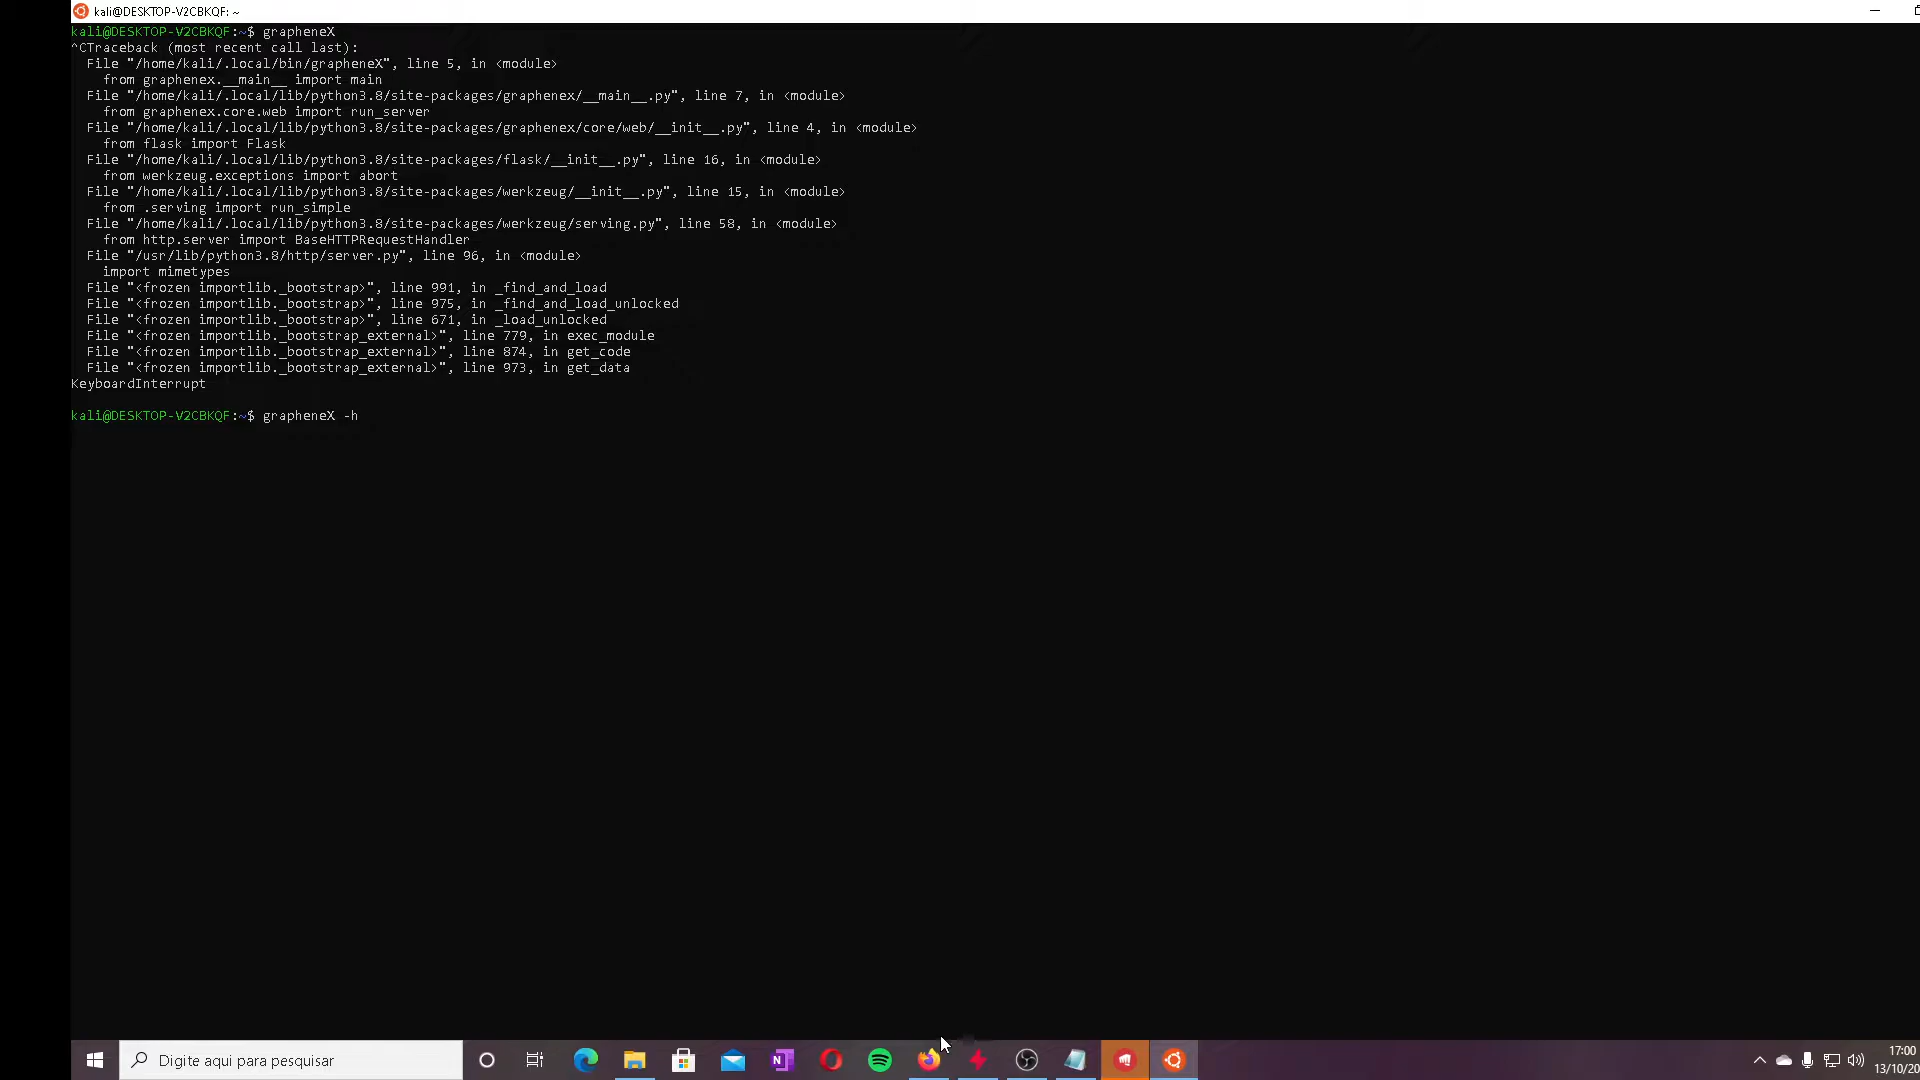 kali@DESKTOP-V2CBKQF: ~
kali@DESKTOP-V2CBKQF:~$ grapheneX
^CTraceback (most recent call last):
  File "/home/kali/.local/bin/grapheneX", line 5, in <module>
    from graphenex.__main__ import main
  File "/home/kali/.local/lib/python3.8/site-packages/graphenex/__main__.py", line 7, in <module>
    from graphenex.core.web import run_server
  File "/home/kali/.local/lib/python3.8/site-packages/graphenex/core/web/__init__.py", line 4, in <module>
    from flask import Flask
  File "/home/kali/.local/lib/python3.8/site-packages/flask/__init__.py", line 16, in <module>
    from werkzeug.exceptions import abort
  File "/home/kali/.local/lib/python3.8/site-packages/werkzeug/__init__.py", line 15, in <module>
    from .serving import run_simple
  File "/home/kali/.local/lib/python3.8/site-packages/werkzeug/serving.py", line 58, in <module>
    from http.server import BaseHTTPRequestHandler
  File "/usr/lib/python3.8/http/server.py", line 96, in <module>
    import mimetypes
  File "<frozen importlib._bootstrap>", line 991, in _find_and_load
  File "<frozen importlib._bootstrap>", line 975, in _find_and_load_unlocked
  File "<frozen importlib._bootstrap>", line 671, in _load_unlocked
  File "<frozen importlib._bootstrap_external>", line 779, in exec_module
  File "<frozen importlib._bootstrap_external>", line 874, in get_code
  File "<frozen importlib._bootstrap_external>", line 973, in get_data
KeyboardInterrupt
kali@DESKTOP-V2CBKQF:~$ grapheneX -h
Digite aqui para pesquisar
17:00
13/10/20